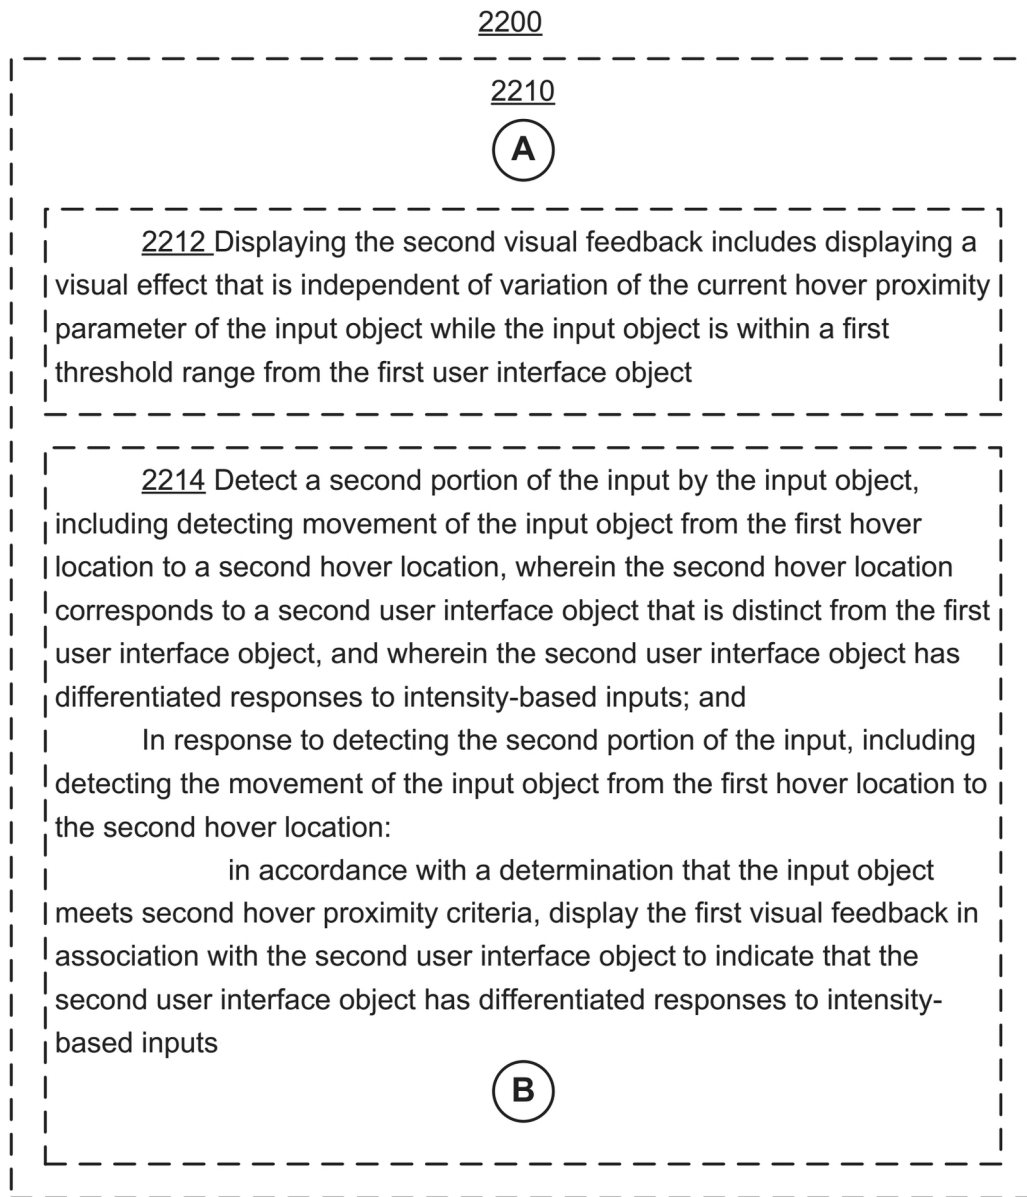 2200
2210
A
2212 Displaying the second visual feedback includes displaying a
visual effect that is independent of variation of the current hover proximity
parameter of the input object while the input object is within a first
threshold range from the first user interface object
2214 Detect a second portion of the input by the input object,
including detecting movement of the input object from the first hover
location to a second hover location, wherein the second hover location
corresponds to a second user interface object that is distinct from the first
user interface object, and wherein the second user interface object has
differentiated responses to intensity-based inputs; and
In response to detecting the second portion of the input, including
detecting the movement of the input object from the first hover location to
the second hover location:
in accordance with a determination that the input object
meets second hover proximity criteria, display the first visual feedback in
association with the second user interface object to indicate that the
second user interface object has differentiated responses to intensity-
based inputs
B